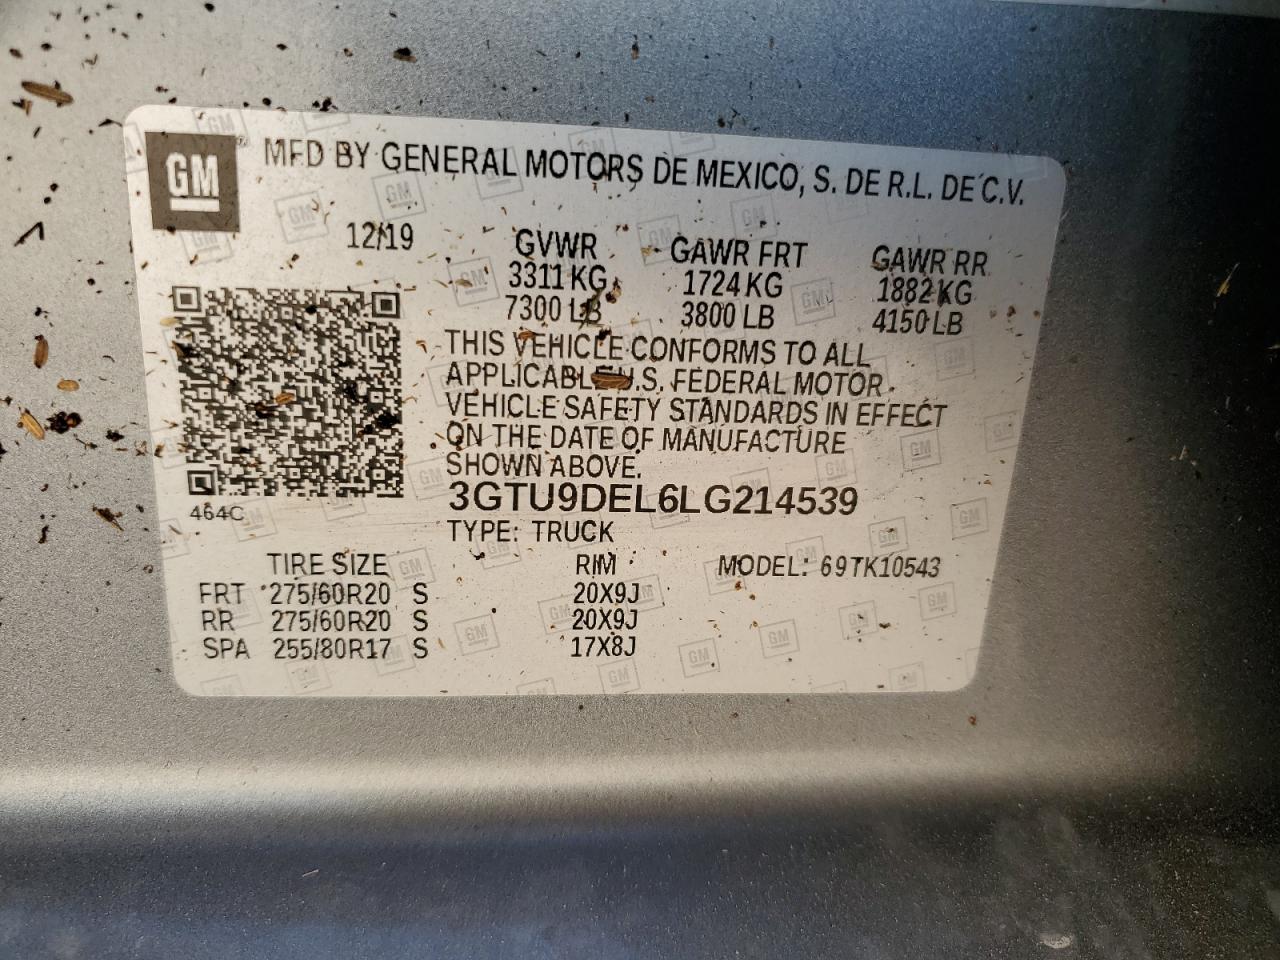 GM
MFD BY GENERAL MOTORS DE MEXICO, S. DE R.L. DE C.V.
12/19
GVWR GAWR FRT GAWR RR
3311 KG 1724 KG 1882 KG
7300 LB 3800 LB 4150 LB
THIS VEHICLE CONFORMS TO ALL
APPLICABLE U.S. FEDERAL MOTOR
VEHICLE SAFETY STANDARDS IN EFFECT
ON THE DATE OF MANUFACTURE
SHOWN ABOVE.
464C
3GTU9DEL6LG214539
TYPE: TRUCK
TIRE SIZE RIM MODEL: 69TK10543
FRT 275/60R20 S 20X9J
RR 275/60R20 S 20X9J
SPA 255/80R17 S 17X8J